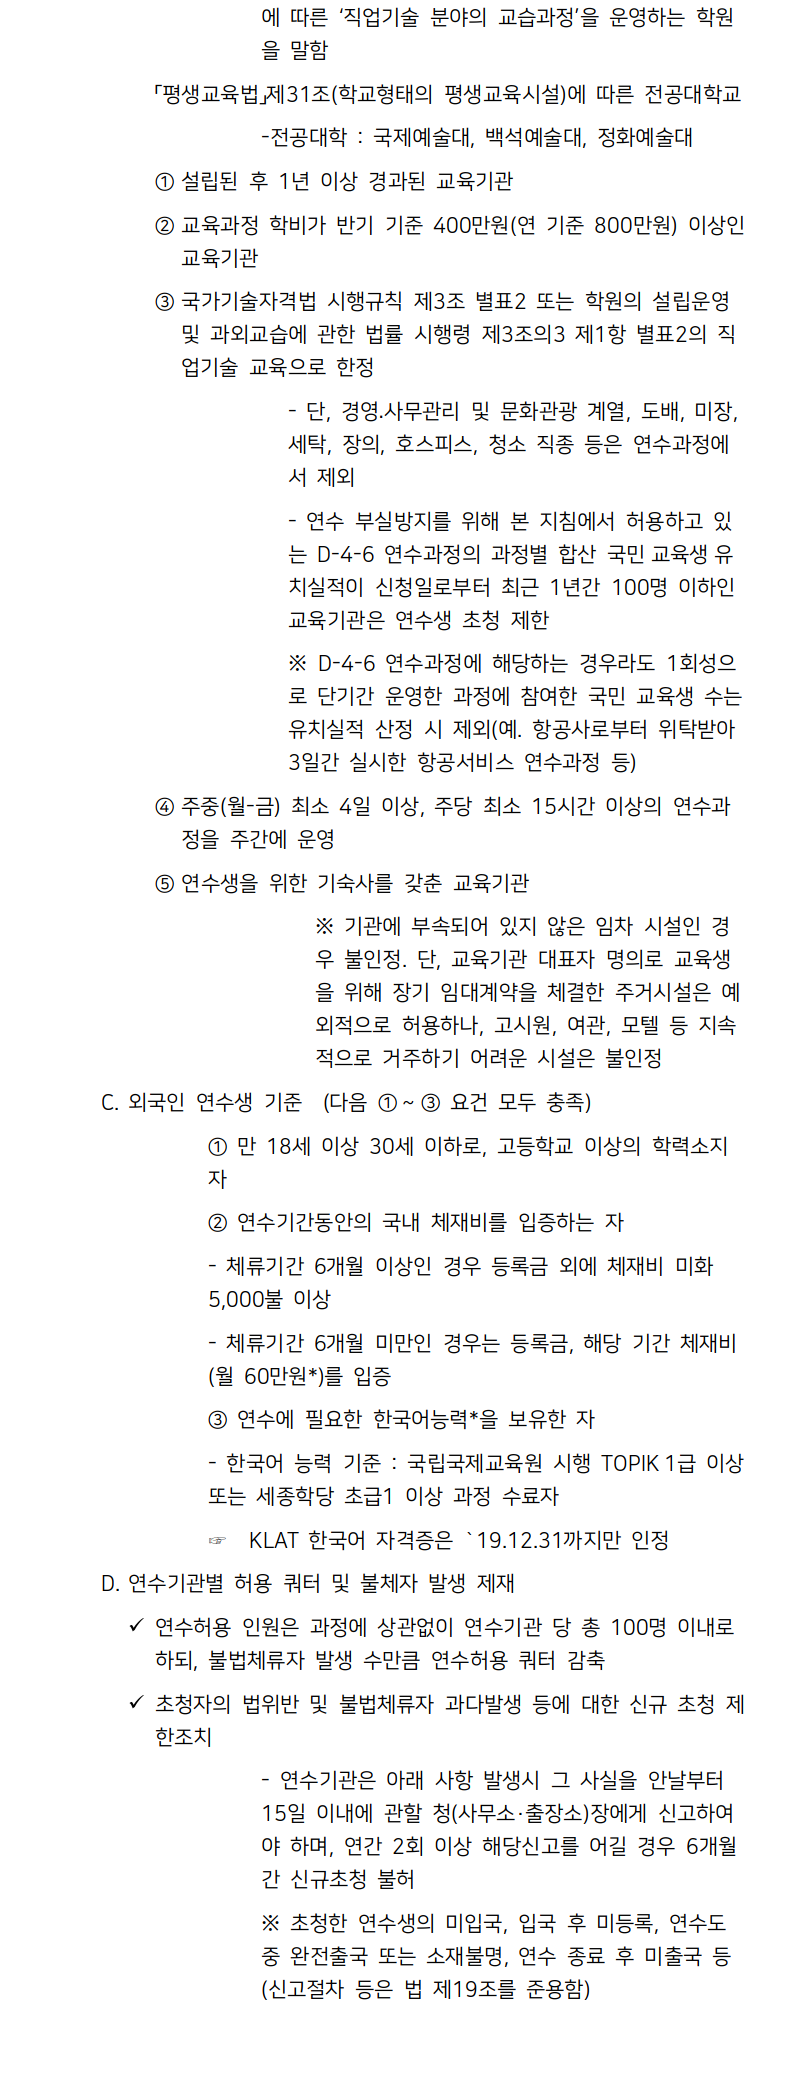 에 따른 ‘직업기술 분야의 교습과정’을 운영하는 학원
을 말함
「평생교육법」제31조(학교형태의 평생교육시설)에 따른 전공대학교
-전공대학 : 국제예술대, 백석예술대, 정화예술대
① 설립된 후 1년 이상 경과된 교육기관
② 교육과정 학비가 반기 기준 400만원(연 기준 800만원) 이상인
교육기관
③ 국가기술자격법 시행규칙 제3조 별표2 또는 학원의 설립운영
및 과외교습에 관한 법률 시행령 제3조의3 제1항 별표2의 직
업기술 교육으로 한정
- 단, 경영.사무관리 및 문화관광 계열, 도배, 미장,
세탁, 장의, 호스피스, 청소 직종 등은 연수과정에
서 제외
- 연수 부실방지를 위해 본 지침에서 허용하고 있
는 D-4-6 연수과정의 과정별 합산 국민 교육생 유
치실적이 신청일로부터 최근 1년간 100명 이하인
교육기관은 연수생 초청 제한
※ D-4-6 연수과정에 해당하는 경우라도 1회성으
로 단기간 운영한 과정에 참여한 국민 교육생 수는
유치실적 산정 시 제외(예. 항공사로부터 위탁받아
3일간 실시한 항공서비스 연수과정 등)
④ 주중(월-금) 최소 4일 이상, 주당 최소 15시간 이상의 연수과
정을 주간에 운영
⑤ 연수생을 위한 기숙사를 갖춘 교육기관
※ 기관에 부속되어 있지 않은 임차 시설인 경
우 불인정. 단, 교육기관 대표자 명의로 교육생
을 위해 장기 임대계약을 체결한 주거시설은 예
외적으로 허용하나, 고시원, 여관, 모텔 등 지속
적으로 거주하기 어려운 시설은 불인정
C. 외국인 연수생 기준 (다음 ① ~ ③ 요건 모두 충족)
① 만 18세 이상 30세 이하로, 고등학교 이상의 학력소지
자
② 연수기간동안의 국내 체재비를 입증하는 자
- 체류기간 6개월 이상인 경우 등록금 외에 체재비 미화
5,000불 이상
- 체류기간 6개월 미만인 경우는 등록금, 해당 기간 체재비
(월 60만원*)를 입증
③ 연수에 필요한 한국어능력*을 보유한 자
- 한국어 능력 기준 : 국립국제교육원 시행 TOPIK 1급 이상
또는 세종학당 초급1 이상 과정 수료자
☞ KLAT 한국어 자격증은 `19.12.31까지만 인정
D. 연수기관별 허용 쿼터 및 불체자 발생 제재
✓ 연수허용 인원은 과정에 상관없이 연수기관 당 총 100명 이내로
하되, 불법체류자 발생 수만큼 연수허용 쿼터 감축
✓ 초청자의 법위반 및 불법체류자 과다발생 등에 대한 신규 초청 제
한조치
- 연수기관은 아래 사항 발생시 그 사실을 안날부터
15일 이내에 관할 청(사무소·출장소)장에게 신고하여
야 하며, 연간 2회 이상 해당신고를 어길 경우 6개월
간 신규초청 불허
※ 초청한 연수생의 미입국, 입국 후 미등록, 연수도
중 완전출국 또는 소재불명, 연수 종료 후 미출국 등
(신고절차 등은 법 제19조를 준용함)